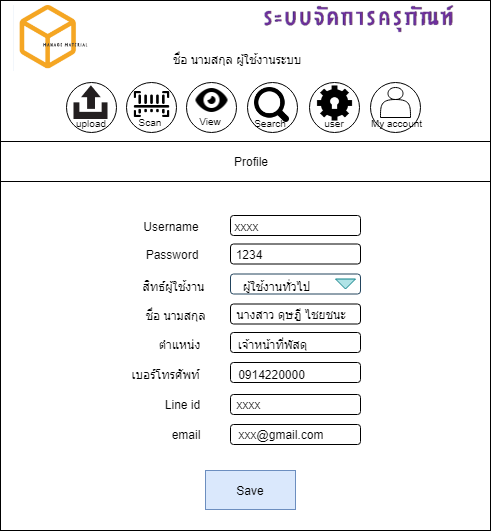 ระบบจัดการครุภัณฑ์
MANAGE MATERIAL
ชื่อ นามสกุล ผู้ใช้งานระบบ
upload Scan View Search user My account
Profile
Username xxxx
Password 1234
สิทธ์ผู้ใช้งาน ผู้ใช้งานทั่วไป
ชื่อ นามสกุล นางสาว ดุษฎี ไชยชนะ
ตำแหน่ง เจ้าหน้าที่พัสดุ
เบอร์โทรศัพท์ 0914220000
Line id xxxx
email xxx@gmail.com
Save